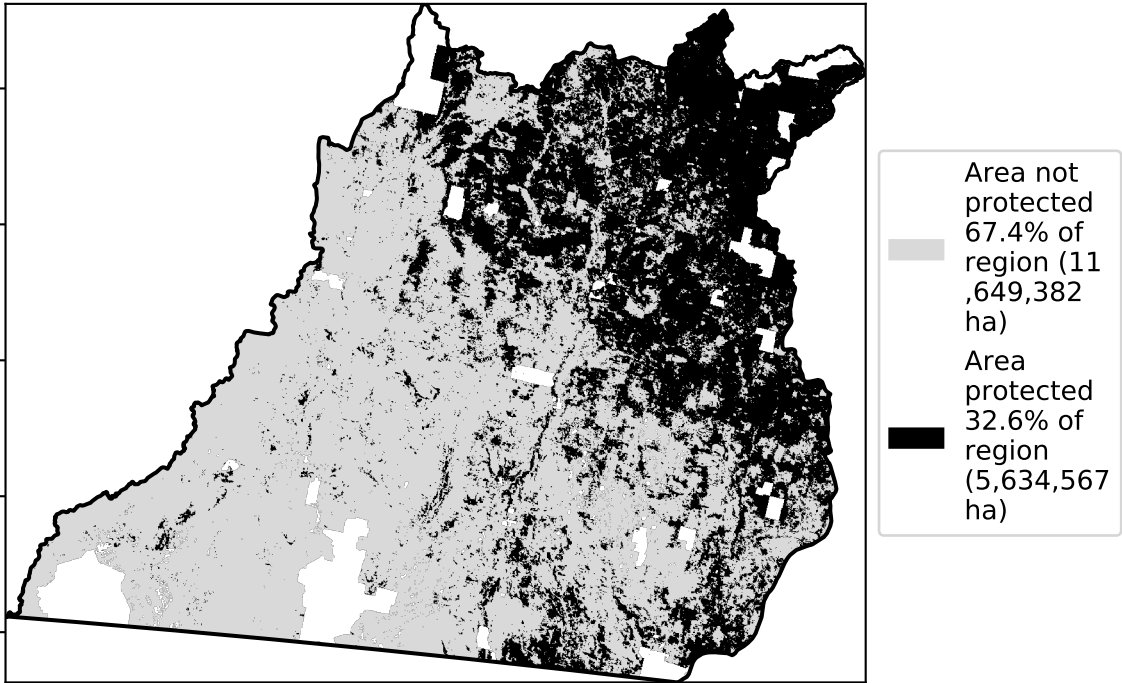 Area not
protected
67.4% of
region (11
,649,382
ha)
Area
protected
32.6% of
region
(5,634,567
ha)